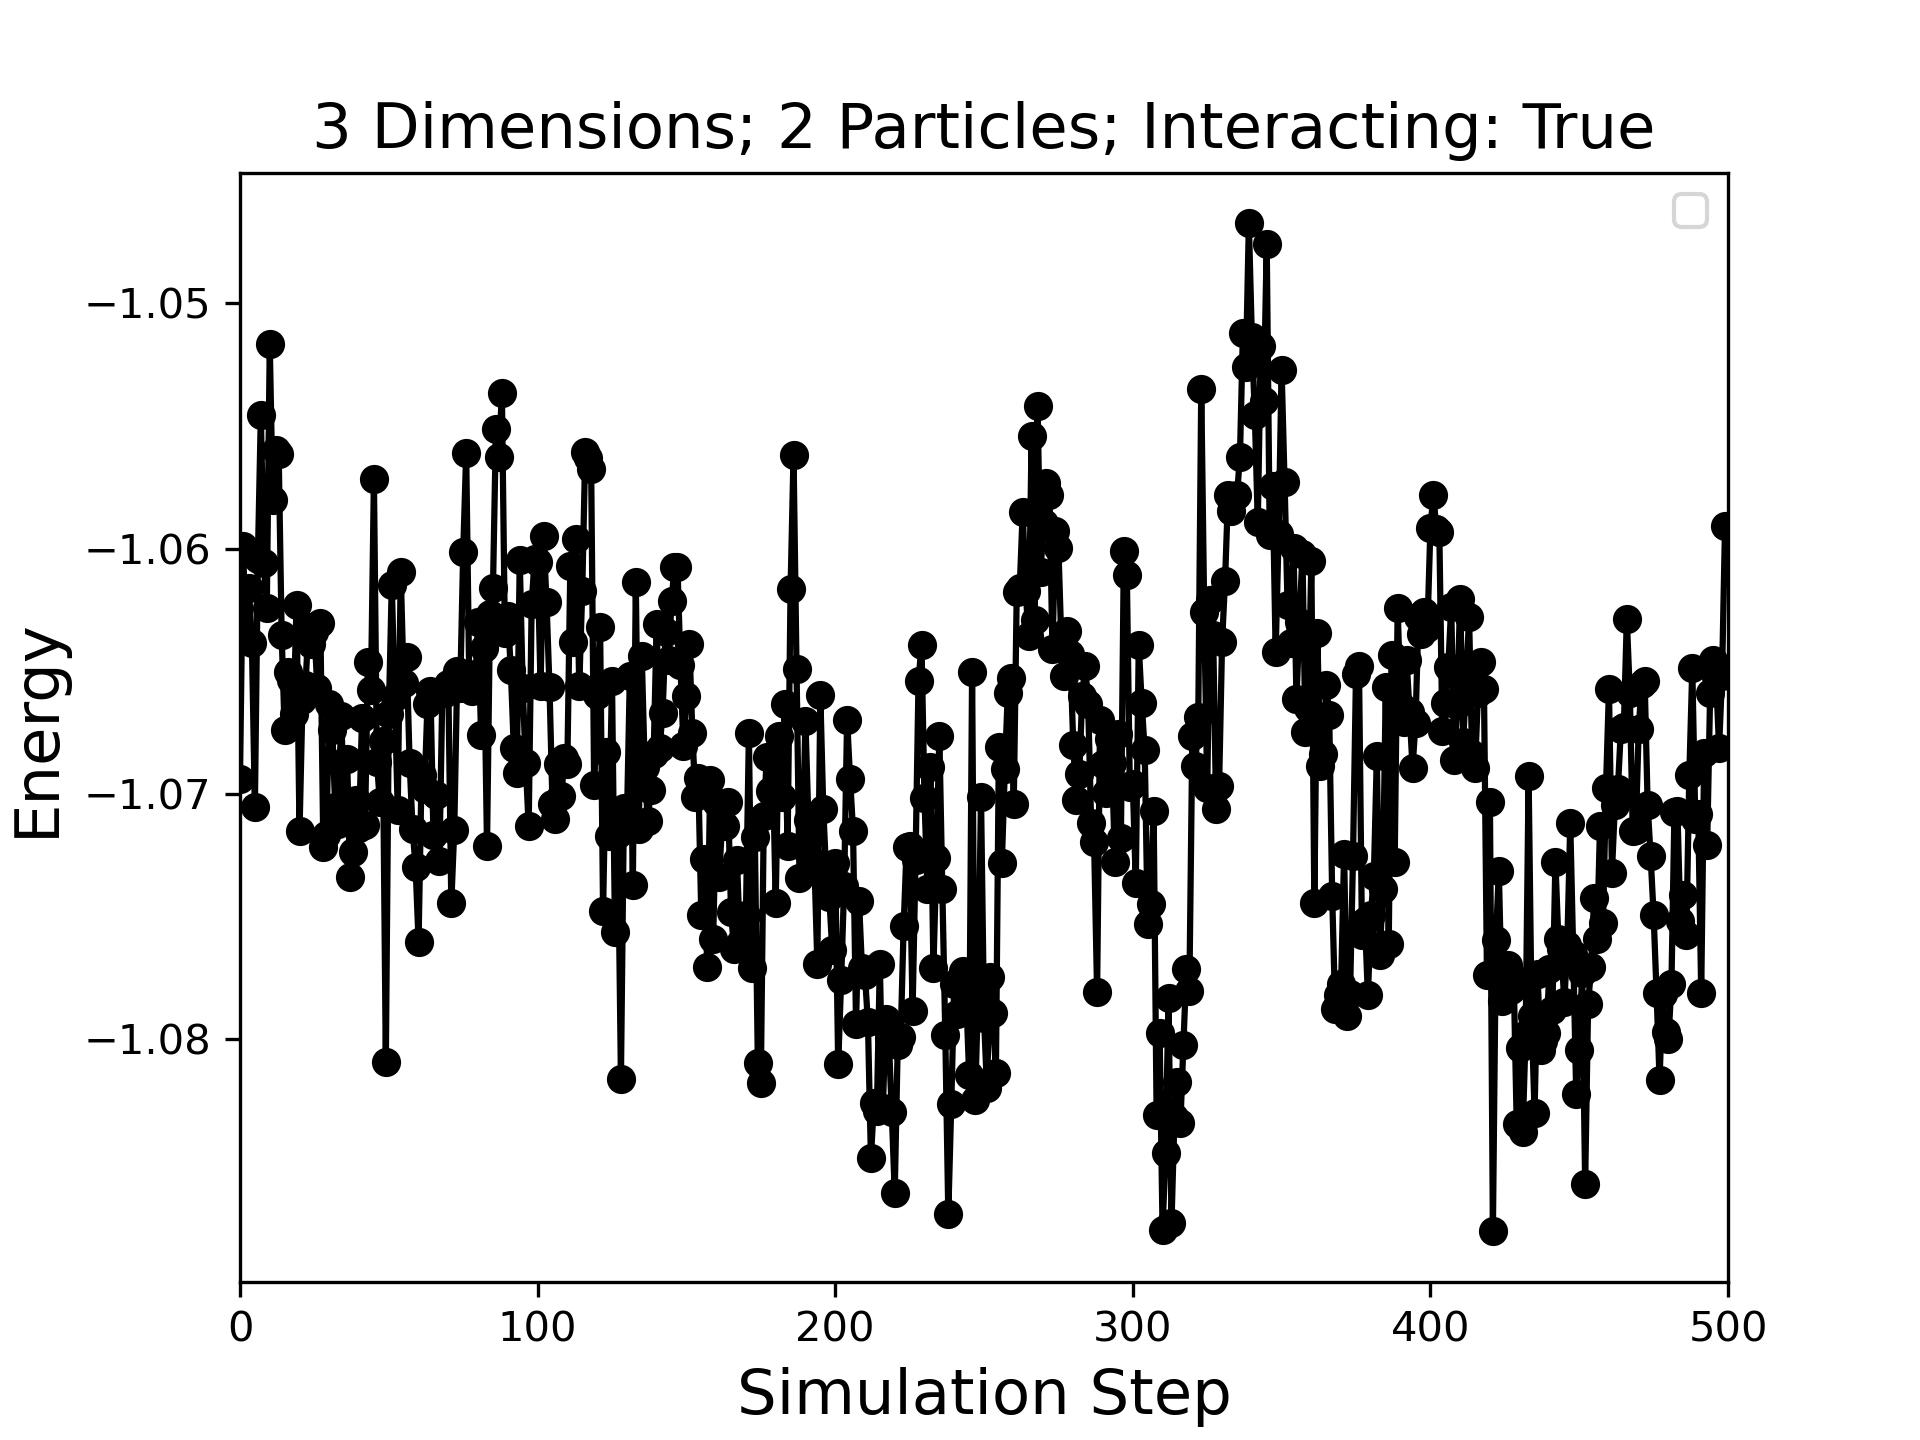 3 Dimensions; 2 Particles; Interacting: True
Energy
−1.05
−1.06
−1.07
−1.08
0 100 200 300 400 500
Simulation Step